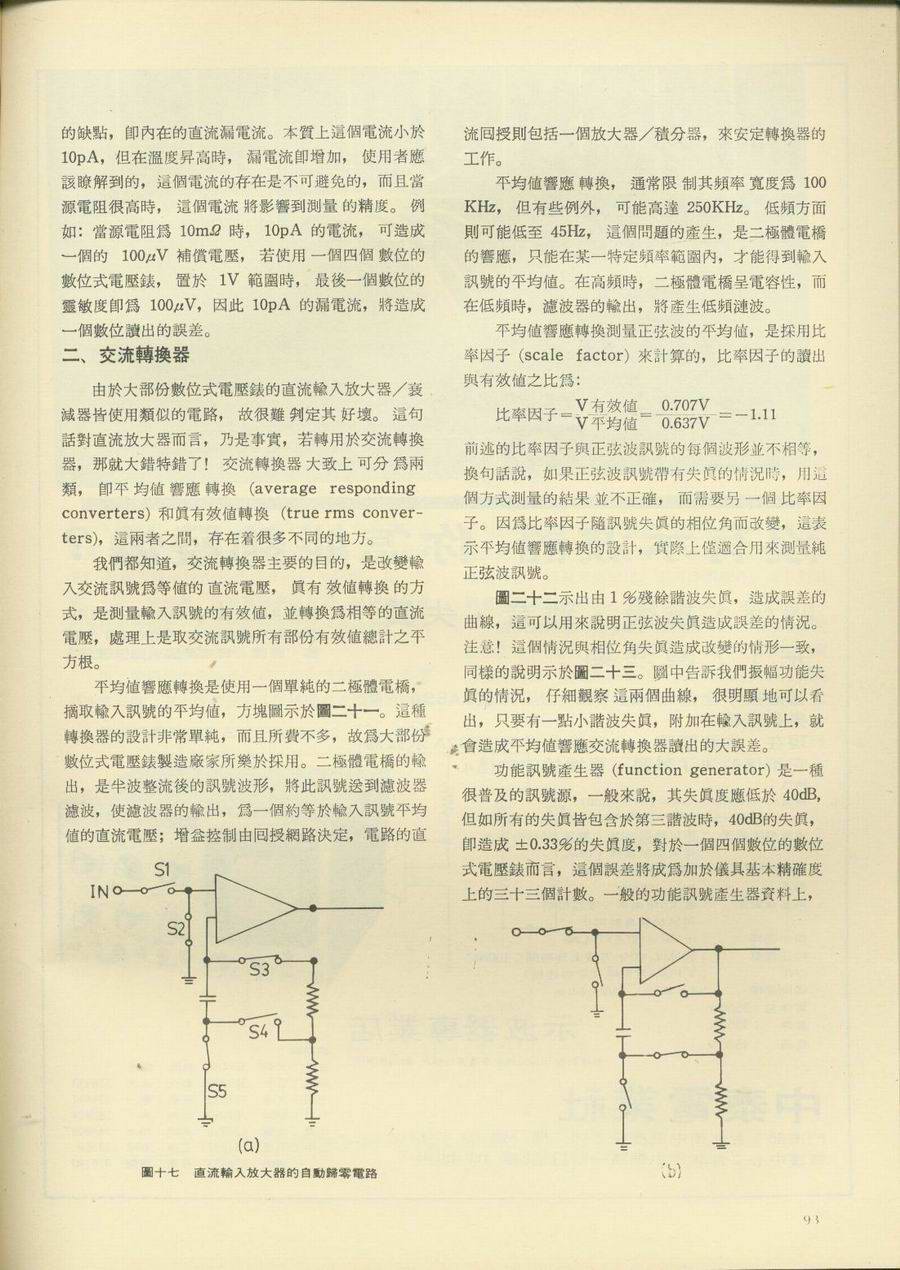 的缺點，卽內在的直流漏電流。本質上這個電流小於
10pA，但在溫度昇高時， 漏電流卽增加， 使用者應
該瞭解到的，這個電流的存在是不可避免的，而且當
源電阻很高時， 這個電流 將影響到測量 的精度。 例
如: 當源電阻爲 10mΩ 時， 10pA 的電流，可造成
一個的 100μV 補償電壓， 若使用 一個四個 數位的
數位式電壓錶， 置於 1V 範圍時， 最後一個數位的
靈敏度卽爲 100μV，因此 10pA 的漏電流，將造成
一個數位讀出的誤差。
二、交流轉換器
由於大部份數位式電壓錶的直流輸入放大器／衰
減器皆使用類似的電路， 故很難 判定其 好壞。 這句
話對直流放大器而言，乃是事實，若轉用於交流轉換
器，那就大錯特錯了! 交流轉換器 大致上 可分 爲兩
類， 卽平 均値 響應 轉換 (average responding
converters) 和眞有效値轉換 (true rms conver-
ters)，這兩者之間，存在着很多不同的地方。
我們都知道，交流轉換器主要的目的，是改變輸
入交流訊號爲等値的 直流電壓， 眞有 效値轉換 的方
式，是測量輸入訊號的有效値，並轉換爲相等的直流
電壓，處理上是取交流訊號所有部份有效値總計之平
方根。
平均値響應轉換是使用一個單純的二極體電橋，
摘取輸入訊號的平均値，方塊圖示於圖二十一。這種
轉換器的設計非常單純，而且所費不多，故爲大部份
數位式電壓錶製造廠家所樂於採用。二極體電橋的輸
出，是半波整流後的訊號波形，將此訊號送到濾波器
濾波，使濾波器的輸出，爲一個約等於輸入訊號平均
値的直流電壓；增益控制由回授網路決定，電路的直
S1
IN
S2
S3
S4
S5
(a)
圖十七 直流輸入放大器的自動歸零電路
流回授則包括一個放大器／積分器，來安定轉換器的
工作。
平均値響應 轉換， 通常限 制其頻率 寬度爲 100
KHz， 但有些例外， 可能高達 250KHz。 低頻方面
則可能低至 45Hz， 這個問題的產生，是二極體電橋
的響應，只能在某一特定頻率範圍內，才能得到輸入
訊號的平均値。在高頻時，二極體電橋呈電容性，而
在低頻時，濾波器的輸出，將產生低頻漣波。
平均値響應轉換測量正弦波的平均値，是採用比
率因子 (scale factor) 來計算的，比率因子的讀出
與有效値之比爲:
比率因子＝V有效値/V平均値＝0.707V/0.637V＝−1.11
前述的比率因子與正弦波訊號的每個波形並不相等，
換句話說，如果正弦波訊號帶有失眞的情況時，用這
個方式測量的結果 並不正確， 而需要另 一個 比率因
子。因爲比率因子隨訊號失眞的相位角而改變，這表
示平均値響應轉換的設計，實際上僅適合用來測量純
正弦波訊號。
圖二十二示出由 1 %殘餘諧波失眞，造成誤差的
曲線，這可以用來說明正弦波失眞造成誤差的情況。
注意! 這個情況與相位角失眞造成改變的情形一致，
同樣的說明示於圖二十三。圖中告訴我們振幅功能失
眞的情況， 仔細觀察 這兩個曲線， 很明顯 地可以看
出，只要有一點小諧波失眞，附加在輸入訊號上，就
會造成平均値響應交流轉換器讀出的大誤差。
功能訊號產生器 (function generator) 是一種
很普及的訊號源，一般來說，其失眞度應低於 40dB,
但如所有的失眞皆包含於第三諧波時，40dB的失眞，
卽造成 ±0.33%的失眞度，對於一個四個數位的數位
式電壓錶而言，這個誤差將成爲加於儀具基本精確度
上的三十三個計數。一般的功能訊號產生器資料上，
(b)
93